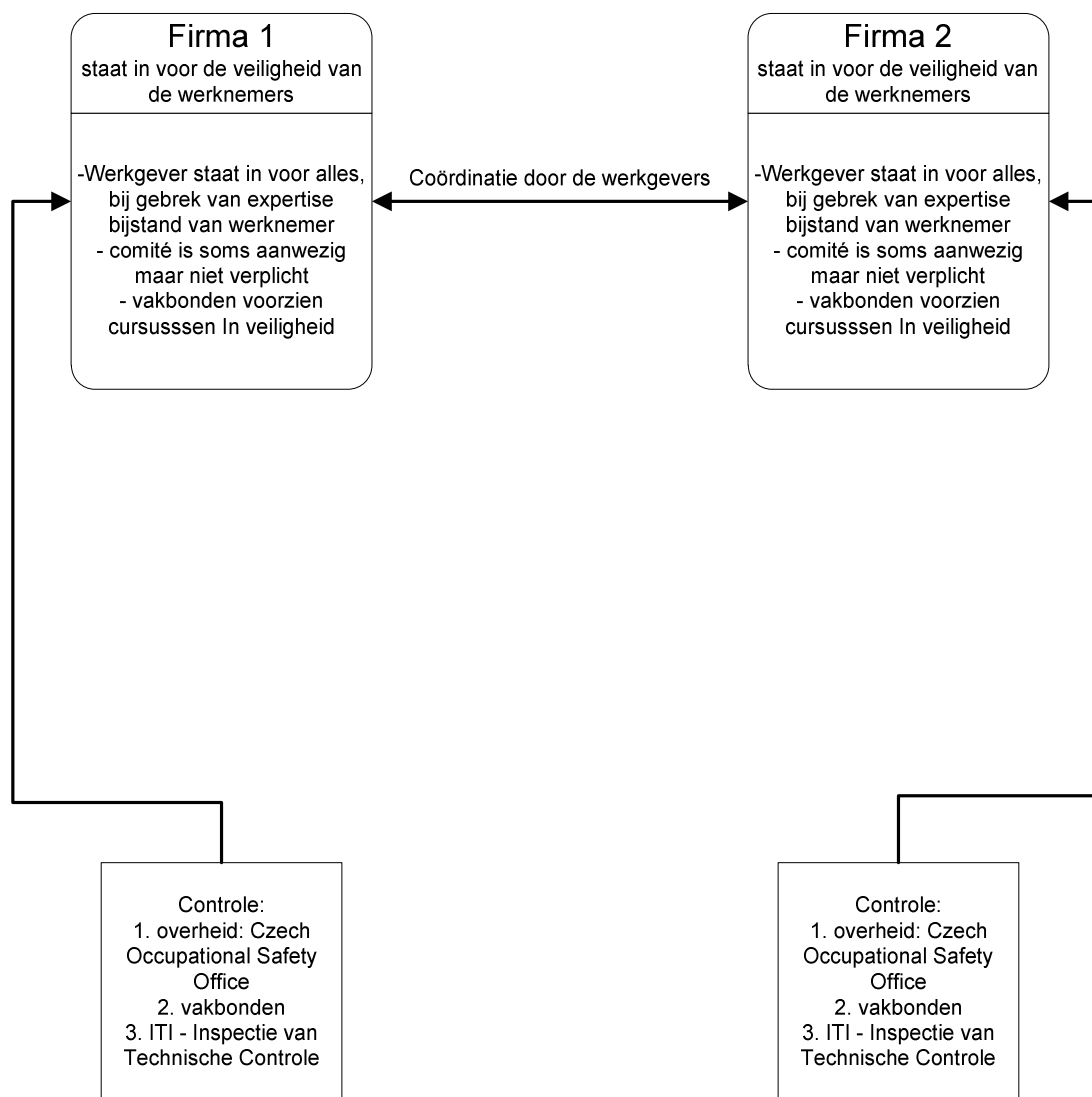 Firma 1
staat in voor de veiligheid van
de werknemers
-Werkgever staat in voor alles,
bij gebrek van expertise
bijstand van werknemer
- comité is soms aanwezig
maar niet verplicht
- vakbonden voorzien
cursusssen In veiligheid
Coördinatie door de werkgevers
Firma 2
staat in voor de veiligheid van
de werknemers
-Werkgever staat in voor alles,
bij gebrek van expertise
bijstand van werknemer
- comité is soms aanwezig
maar niet verplicht
- vakbonden voorzien
cursusssen In veiligheid
Controle:
1. overheid: Czech
Occupational Safety
Office
2. vakbonden
3. ITI - Inspectie van
Technische Controle
Controle:
1. overheid: Czech
Occupational Safety
Office
2. vakbonden
3. ITI - Inspectie van
Technische Controle